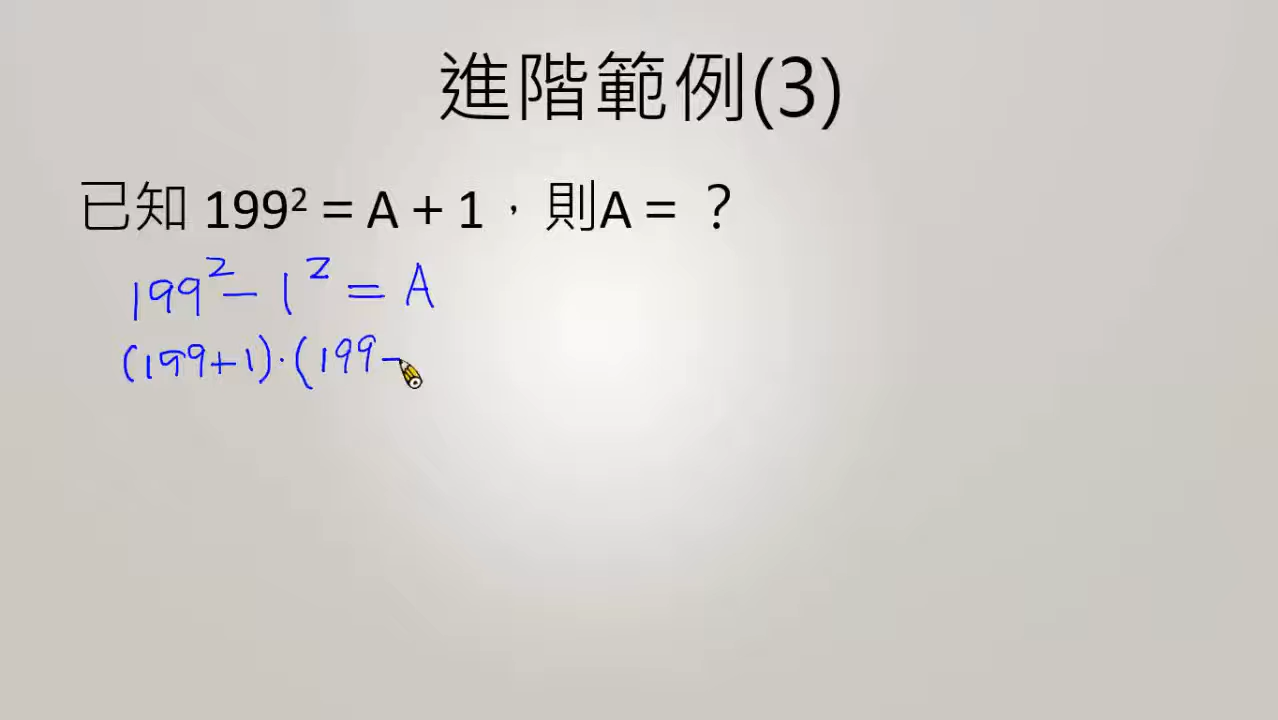 進階範例(3)
已知 199² = A + 1，則A = ？
199² - 1² = A
(199+1)·(199-